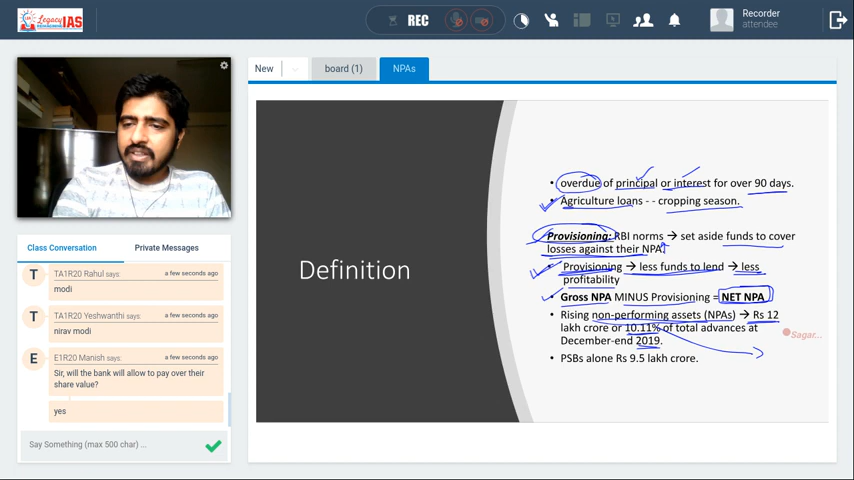 Legacy
IAS
REC
Recorder
attendee
New
board (1)
NPAs
Definition
• overdue of principal or interest for over 90 days.
• Agriculture loans - - cropping season.
• Provisioning: RBI norms → set aside funds to cover
losses against their NPA.
• Provisioning → less funds to lend → less
profitability
• Gross NPA MINUS Provisioning = NET NPA
• Rising non-performing assets (NPAs) → Rs 12
lakh crore or 10.11% of total advances at
December-end 2019.
• PSBs alone Rs 9.5 lakh crore.
Sagar...
Class Conversation
Private Messages
T
TA1R20 Rahul says:
a few seconds ago
modi
T
TA1R20 Yeshwanthi says:
a few seconds ago
nirav modi
E
E1R20 Manish says:
a few seconds ago
Sir, will the bank will allow to pay over their
share value?
yes
Say Something (max 500 char) ...